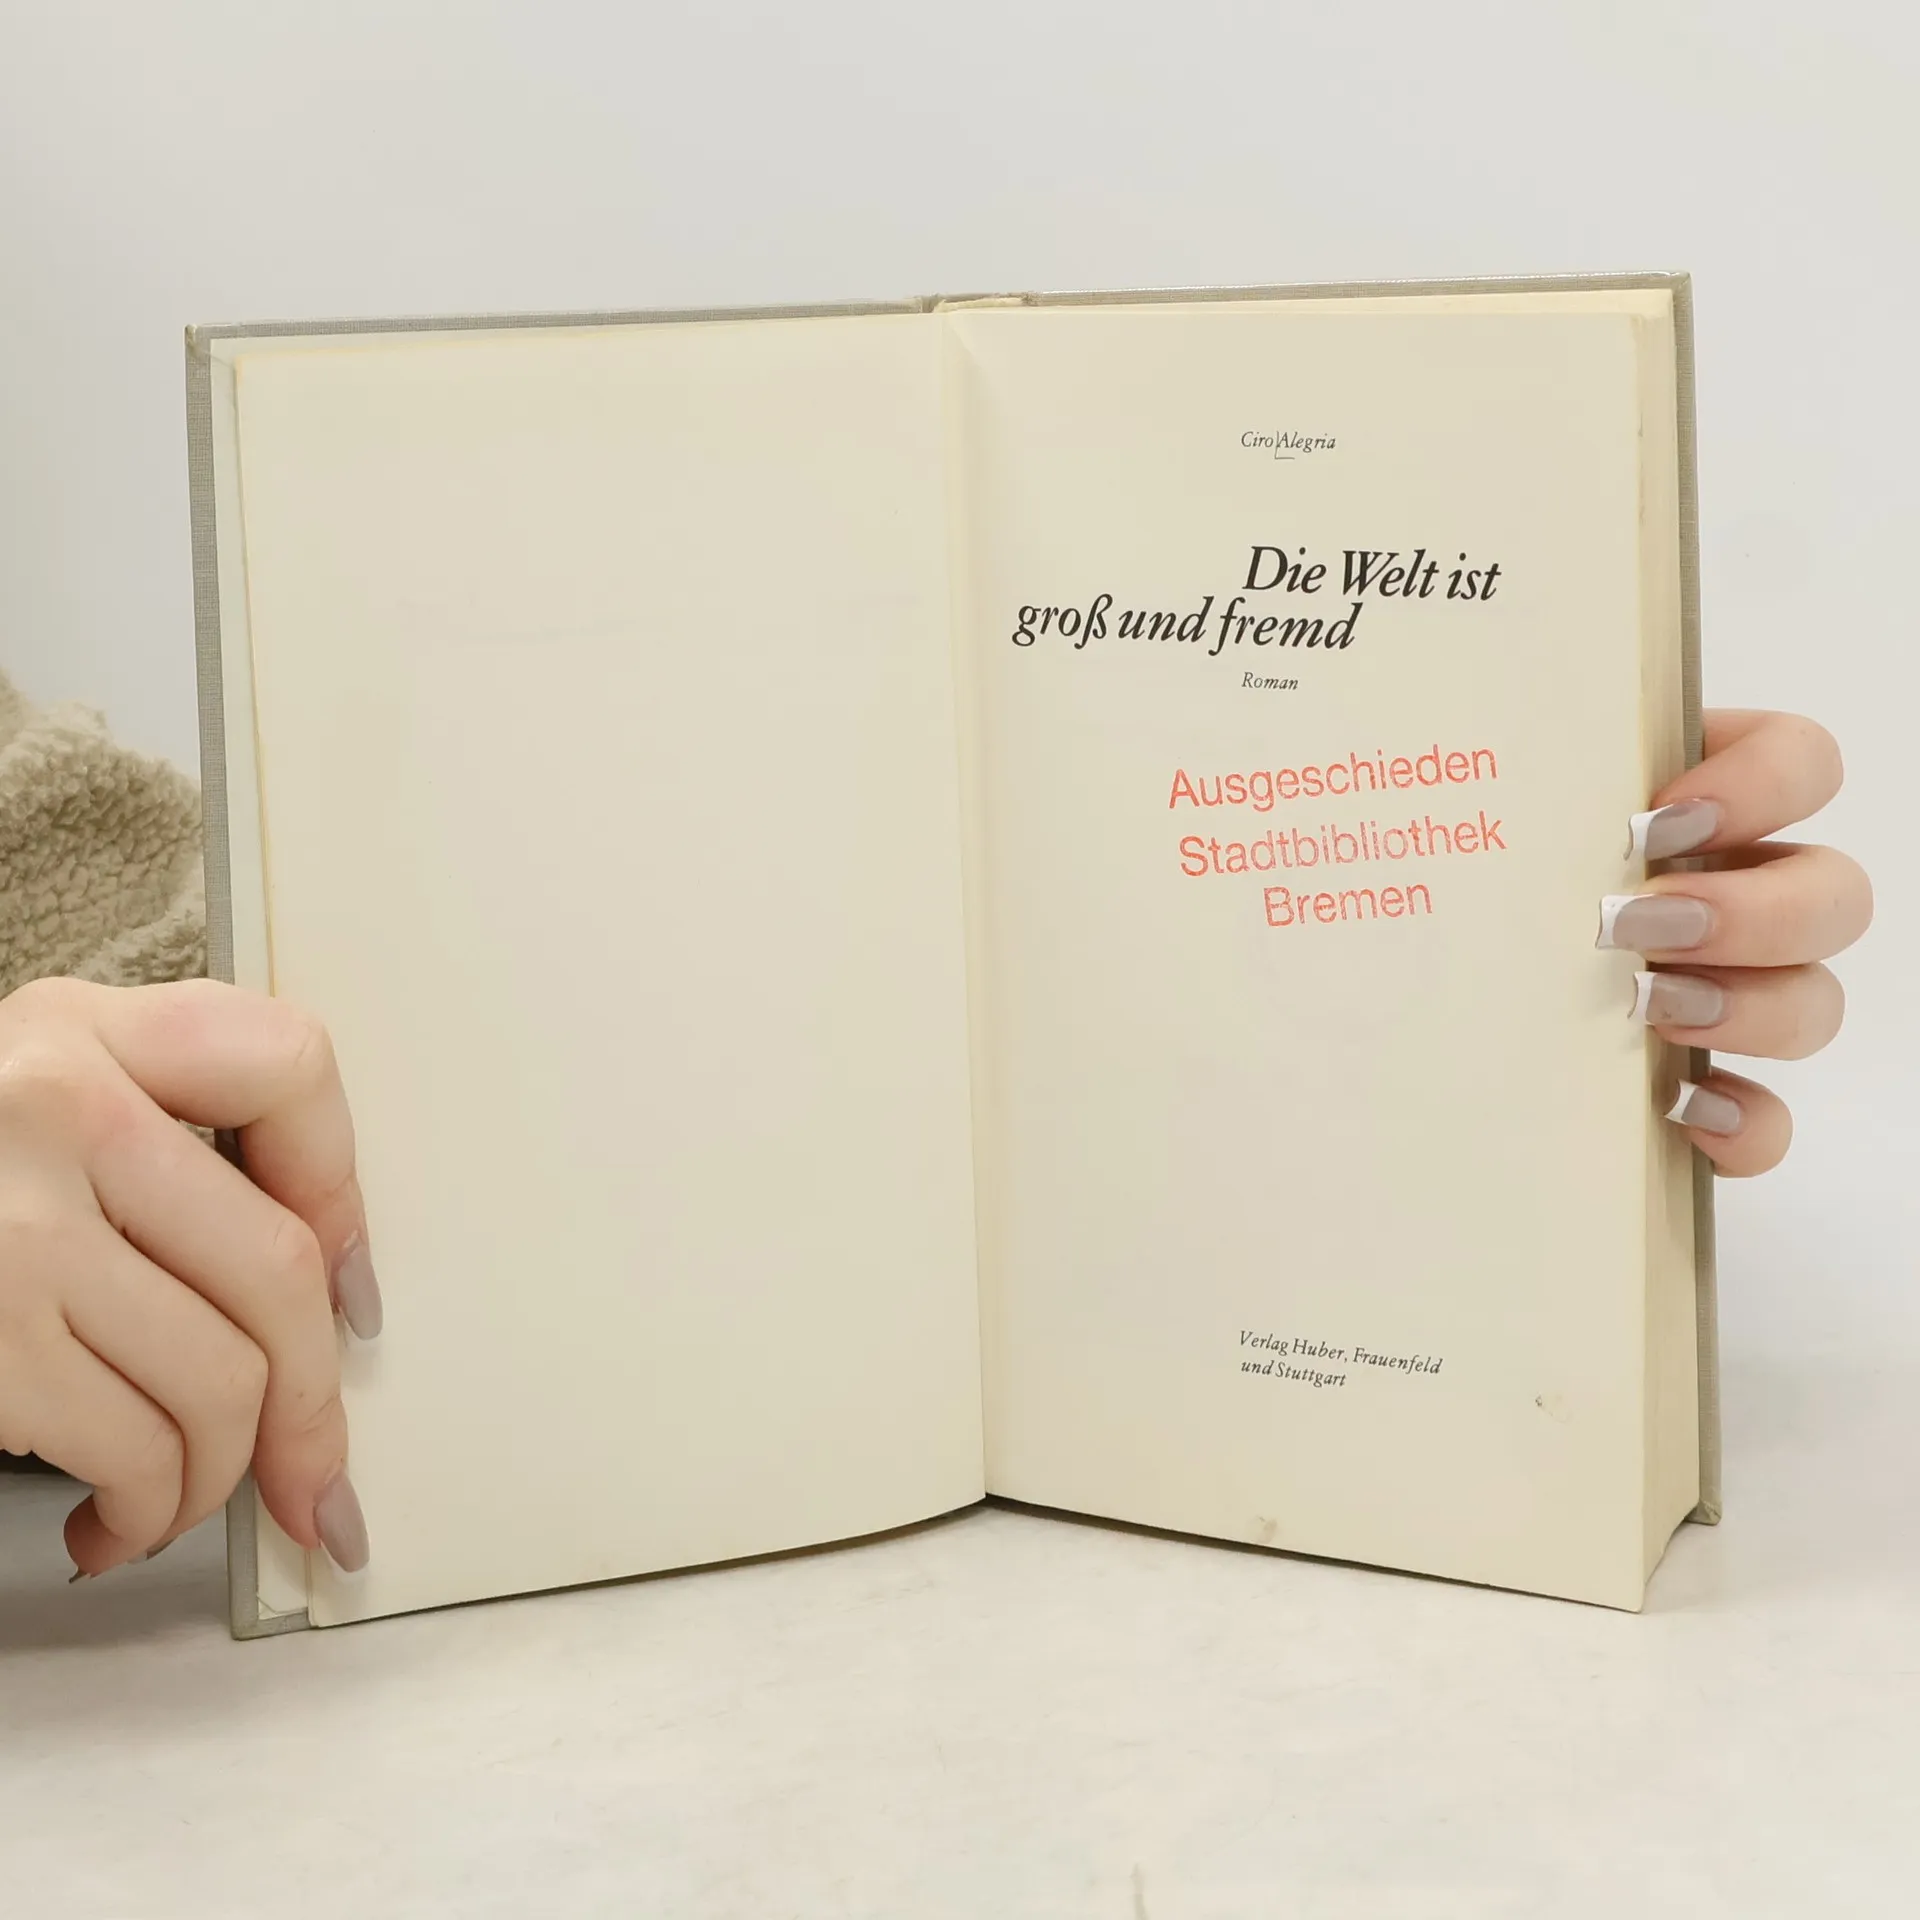 Ciro Alegria
Die Welt ist
groß und fremd
Roman
Ausgeschieden
Stadtbibliothek
Bremen
Verlag Huber, Frauenfeld
und Stuttgart